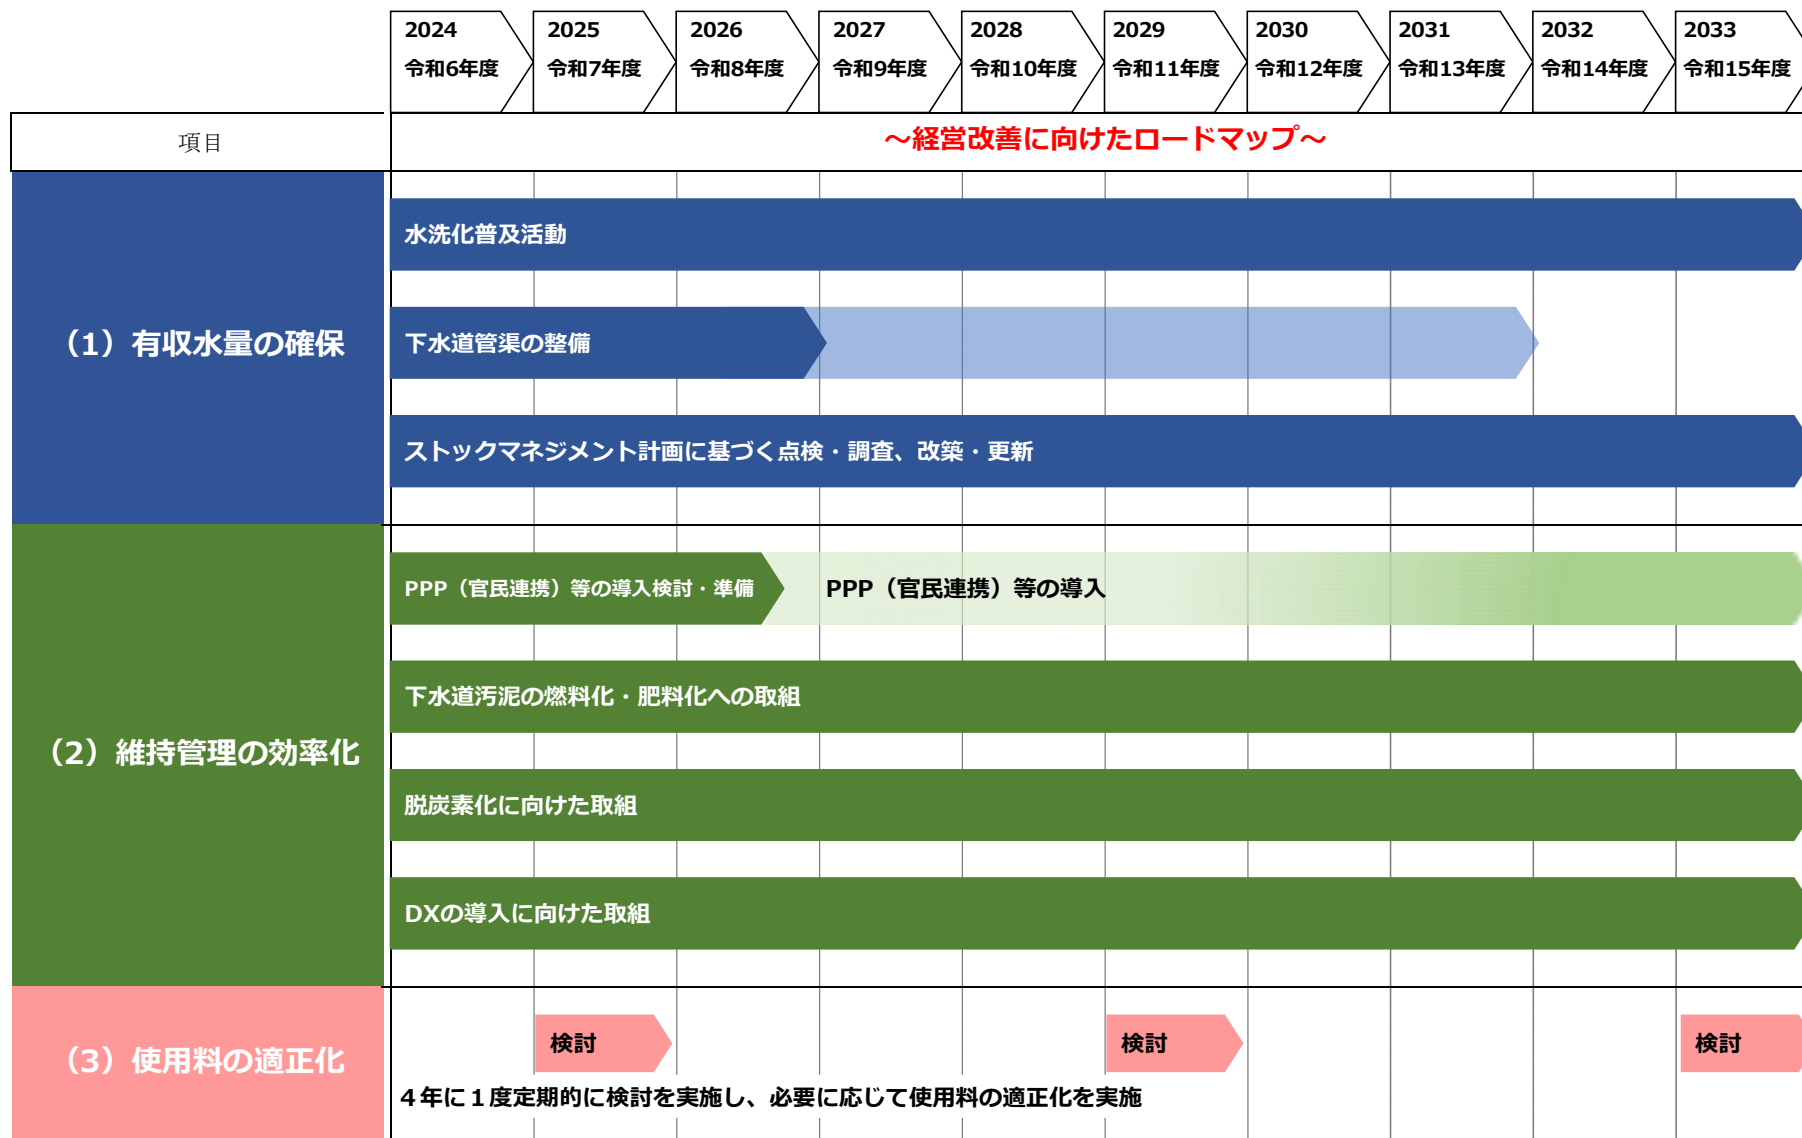 2024
令和6年度
2025
令和7年度
2026
令和8年度
2027
令和9年度
2028
令和10年度
2029
令和11年度
2030
令和12年度
2031
令和13年度
2032
令和14年度
2033
令和15年度
項目
～経営改善に向けたロードマップ～
（1）有収水量の確保
水洗化普及活動
下水道管渠の整備
ストックマネジメント計画に基づく点検・調査、改築・更新
（2）維持管理の効率化
PPP（官民連携）等の導入検討・準備
PPP（官民連携）等の導入
下水道汚泥の燃料化・肥料化への取組
脱炭素化に向けた取組
DXの導入に向けた取組
（3）使用料の適正化
検討
検討
検討
４年に１度定期的に検討を実施し、必要に応じて使用料の適正化を実施